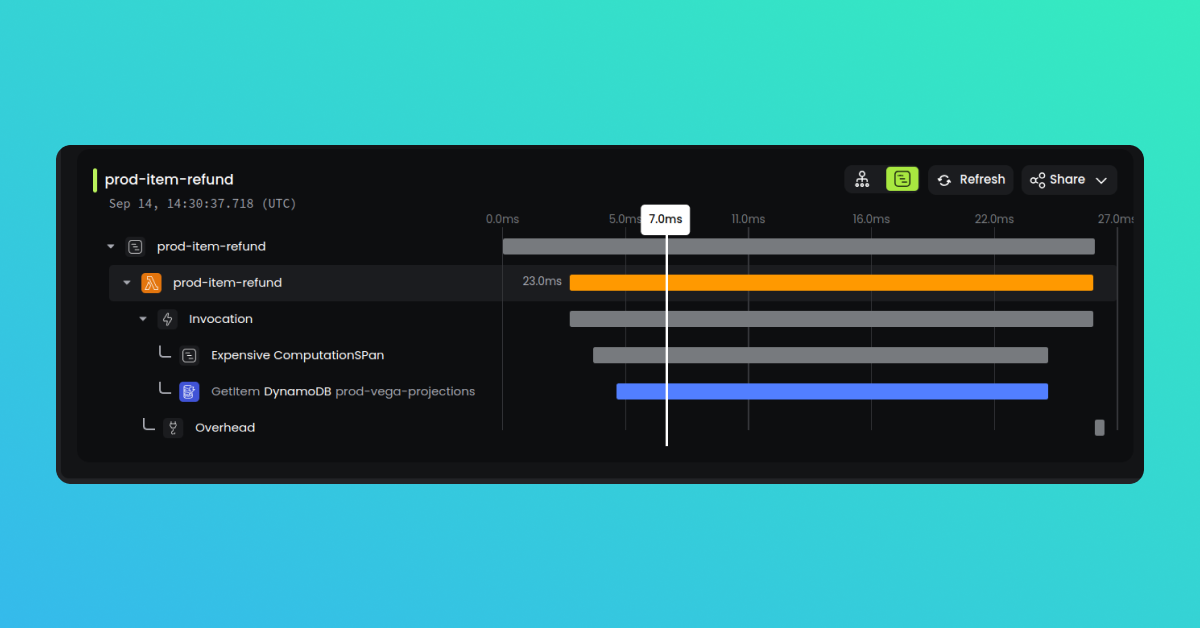 prod-item-refund
Refresh
Share
Sep 14, 14:30:37.718 (UTC)
0.0ms 5.0ms 7.0ms 11.0ms 16.0ms 22.0ms 27.0ms
prod-item-refund
prod-item-refund 23.0ms
Invocation
Expensive ComputationSPan
GetItem DynamoDB prod-vega-projections
Overhead